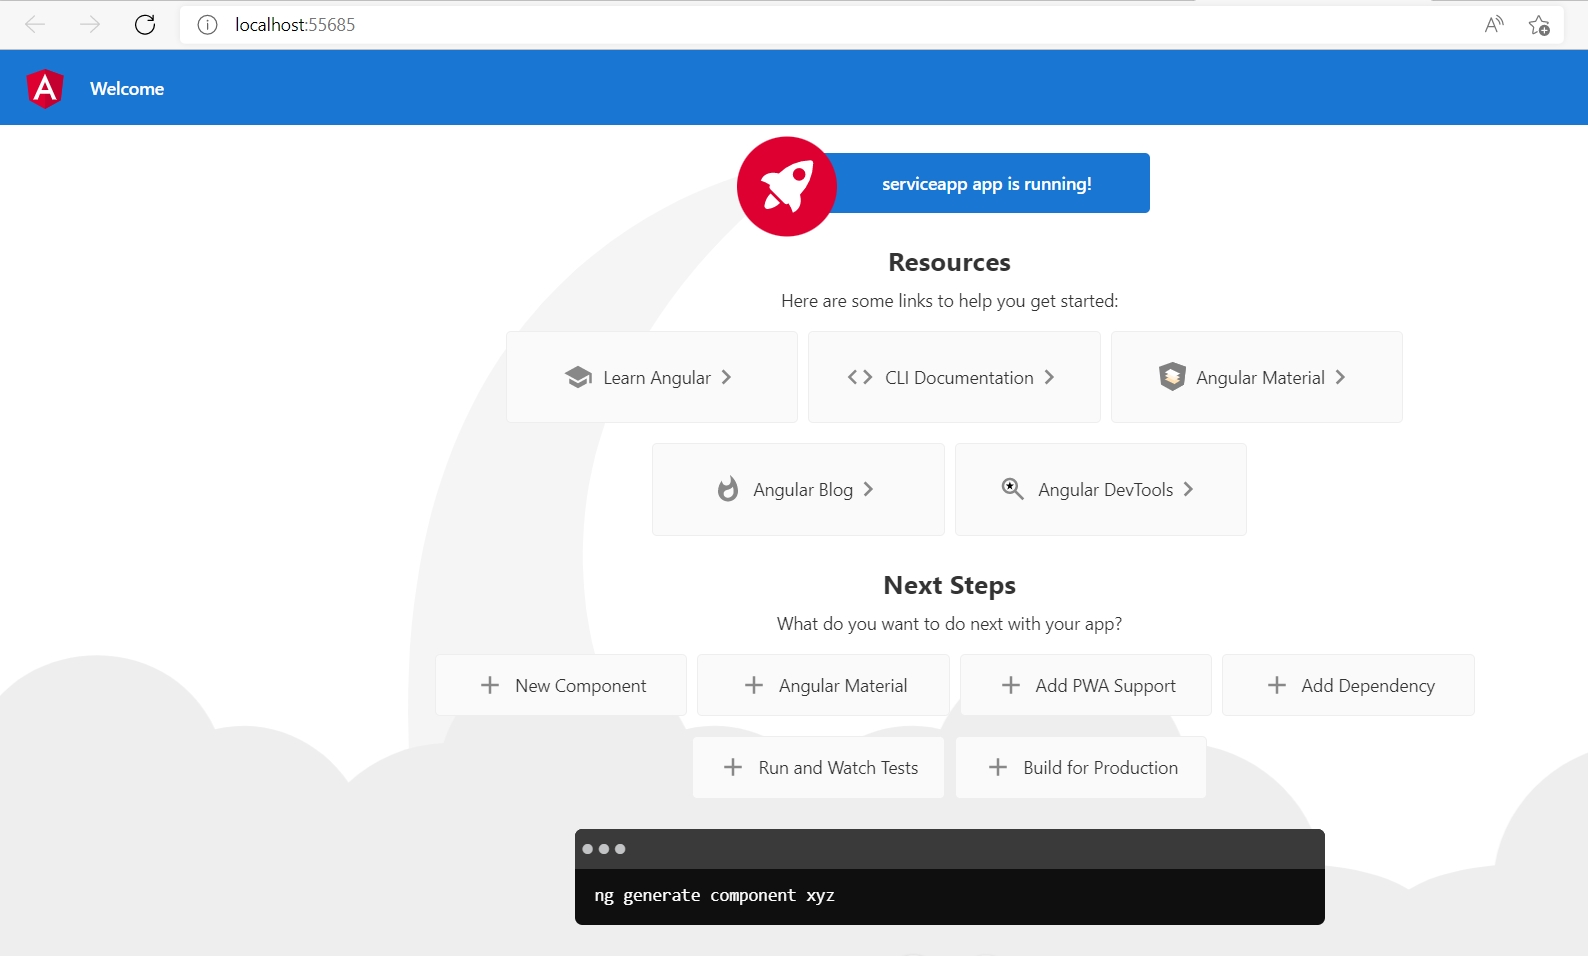 localhost:55685
Welcome
serviceapp app is running!
Resources
Here are some links to help you get started:
Learn Angular
CLI Documentation
Angular Material
Angular Blog
Angular DevTools
Next Steps
What do you want to do next with your app?
New Component
Angular Material
Add PWA Support
Add Dependency
Run and Watch Tests
Build for Production
ng generate component xyz